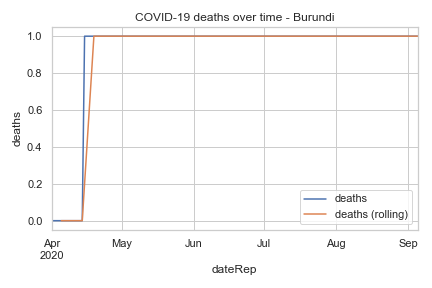 COVID-19 deaths over time - Burundi
1.0
0.8
0.6
0.4
0.2
0.0
deaths
deaths
deaths (rolling)
Apr May Jun Jul Aug Sep
2020
dateRep